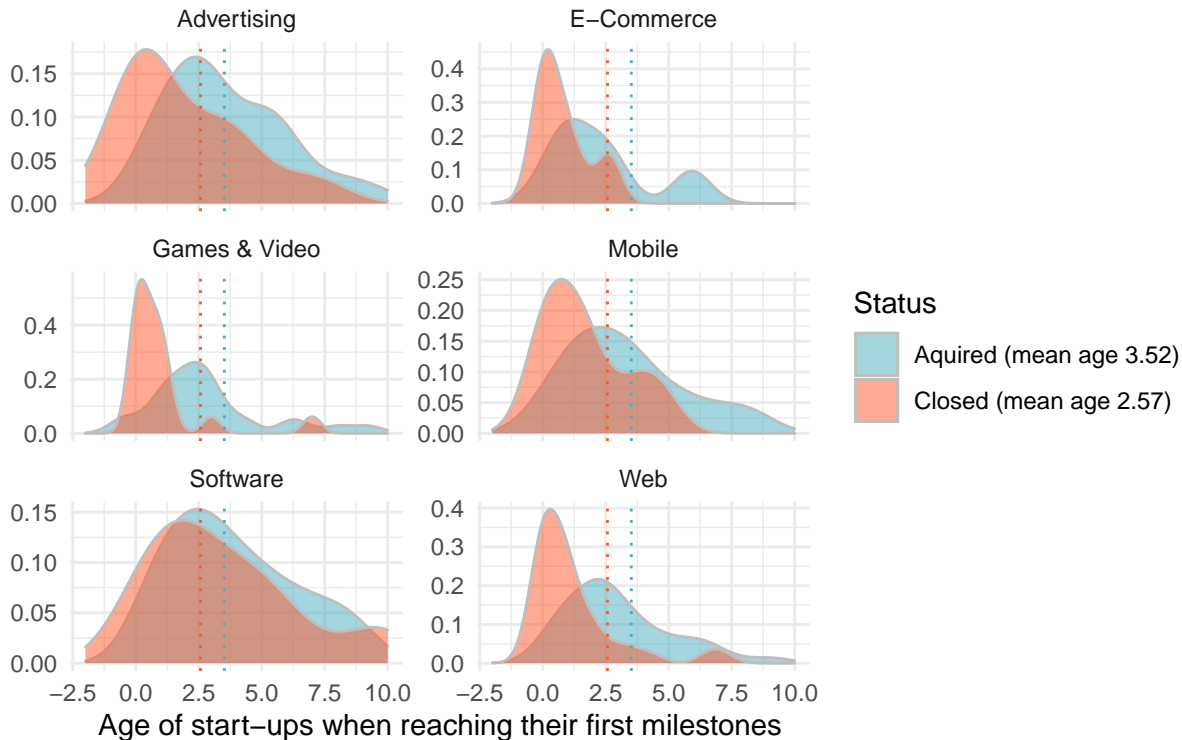 Advertising
E−Commerce
0.15
0.10
0.05
0.00
0.4
0.3
0.2
0.1
0.0
Games & Video
Mobile
0.4
0.2
0.0
0.25
0.20
0.15
0.10
0.05
0.00
Status
Aquired (mean age 3.52)
Closed (mean age 2.57)
Software
Web
0.15
0.10
0.05
0.00
0.4
0.3
0.2
0.1
0.0
−2.5 0.0 2.5 5.0 7.5 10.0
−2.5 0.0 2.5 5.0 7.5 10.0
Age of start−ups when reaching their first milestones